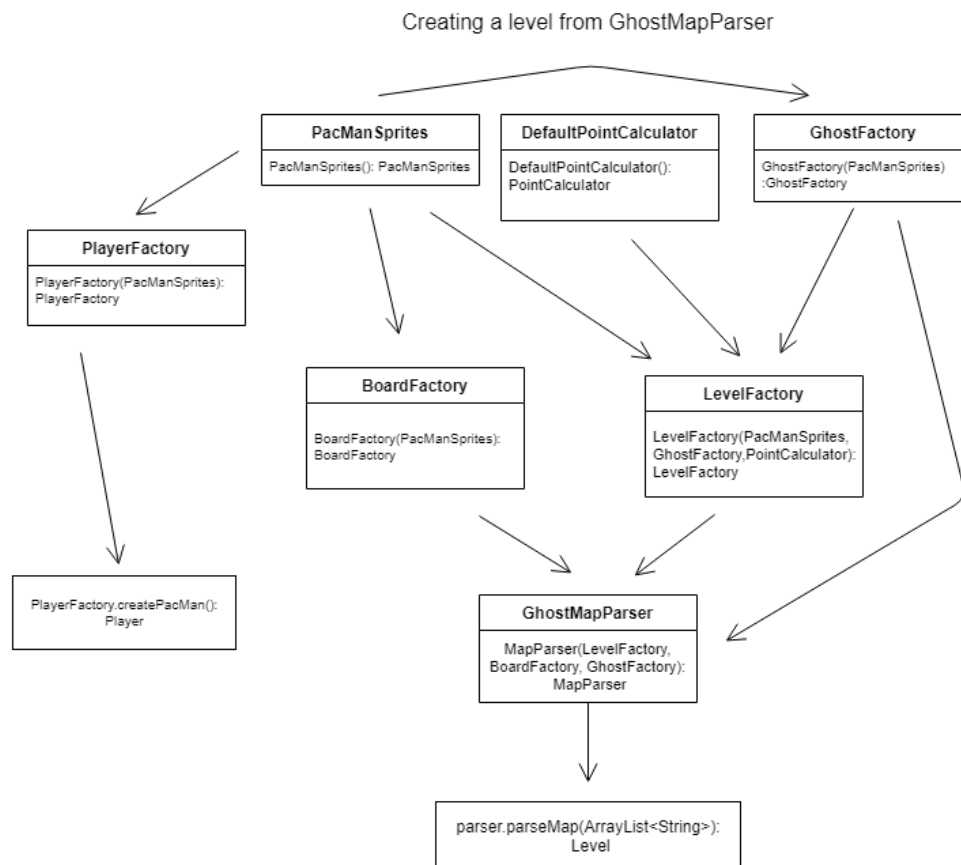 Creating a level from GhostMapParser
PacManSprites
PacManSprites(): PacManSprites
DefaultPointCalculator
DefaultPointCalculator():
PointCalculator
GhostFactory
GhostFactory(PacManSprites)
:GhostFactory
PlayerFactory
PlayerFactory(PacManSprites):
PlayerFactory
BoardFactory
BoardFactory(PacManSprites):
BoardFactory
LevelFactory
LevelFactory(PacManSprites,
GhostFactory,PointCalculator):
LevelFactory
PlayerFactory.createPacMan():
Player
GhostMapParser
MapParser(LevelFactory,
BoardFactory, GhostFactory):
MapParser
parser.parseMap(ArrayList<String>):
Level